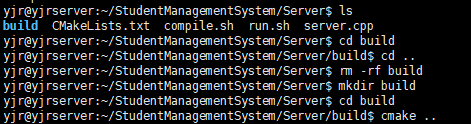 yjr@yjrserver:~/StudentManagementSystem/Server$ ls
build CMakeLists.txt compile.sh run.sh server.cpp
yjr@yjrserver:~/StudentManagementSystem/Server$ cd build
yjr@yjrserver:~/StudentManagementSystem/Server/build$ cd ..
yjr@yjrserver:~/StudentManagementSystem/Server$ rm -rf build
yjr@yjrserver:~/StudentManagementSystem/Server$ mkdir build
yjr@yjrserver:~/StudentManagementSystem/Server$ cd build
yjr@yjrserver:~/StudentManagementSystem/Server/build$ cmake ..